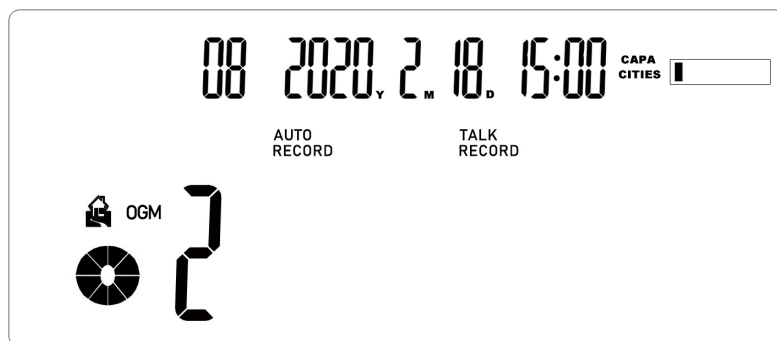 08 2020Y 2M 18D 15:00 CAPA CITIES
AUTO RECORD TALK RECORD
OGM 2